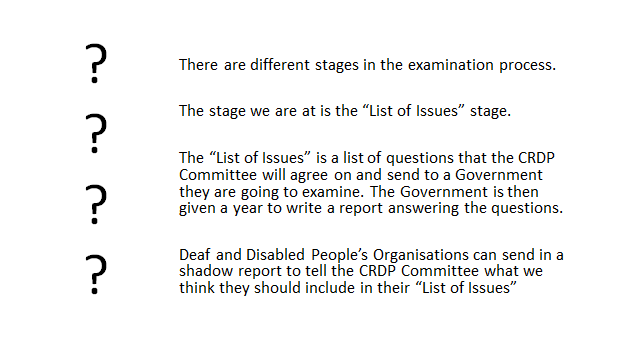 ?
There are different stages in the examination process.
?
The stage we are at is the “List of Issues” stage.
?
The “List of Issues” is a list of questions that the CRDP
Committee will agree on and send to a Government
they are going to examine. The Government is then
given a year to write a report answering the questions.
?
Deaf and Disabled People’s Organisations can send in a
shadow report to tell the CRDP Committee what we
think they should include in their “List of Issues”